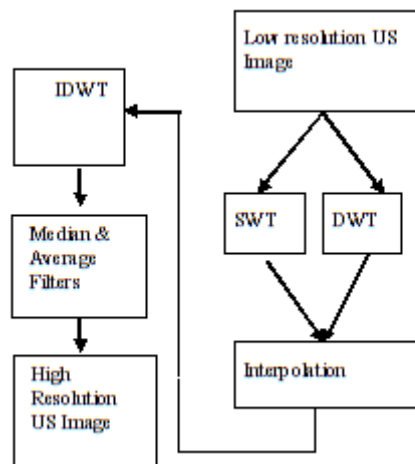 Low resolution US
Image
SWT
DWT
Interpolation
IDWT
Median &
Average
Filters
High
Resolution
US Image